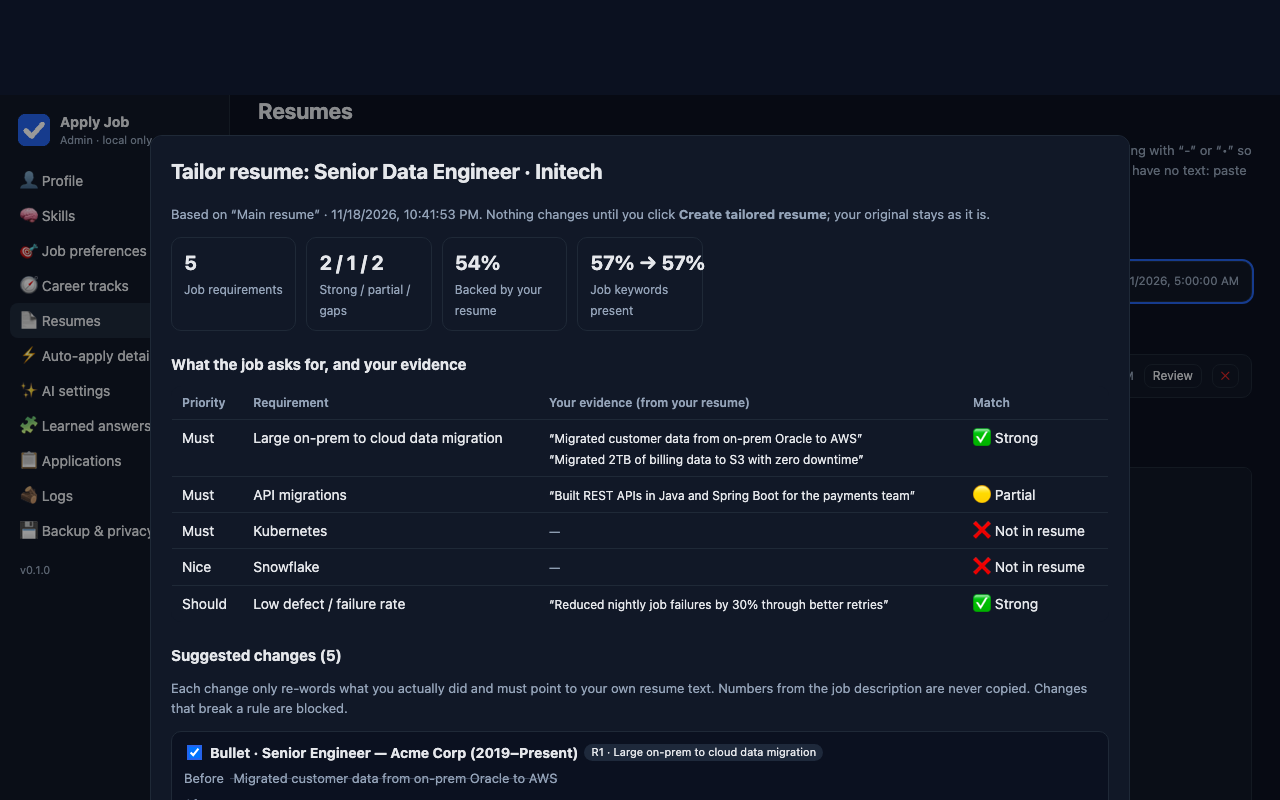 Resumes
Apply Job
Admin · local only
ng with “-” or “•” so
have no text: paste
👤 Profile
🧠 Skills
🎯 Job preferences
🧭 Career tracks
📄 Resumes
⚡ Auto-apply detai
✨ AI settings
🧩 Learned answers
📋 Applications
🪵 Logs
💾 Backup & privacy
v0.1.0
1/2026, 5:00:00 AM
Review
Tailor resume: Senior Data Engineer · Initech
Based on “Main resume” · 11/18/2026, 10:41:53 PM. Nothing changes until you click Create tailored resume; your original stays as it is.
5
Job requirements
2 / 1 / 2
Strong / partial /
gaps
54%
Backed by your
resume
57% → 57%
Job keywords
present
What the job asks for, and your evidence
Priority Requirement Your evidence (from your resume) Match
Must Large on-prem to cloud data migration “Migrated customer data from on-prem Oracle to AWS” ✅ Strong
“Migrated 2TB of billing data to S3 with zero downtime”
Must API migrations “Built REST APIs in Java and Spring Boot for the payments team” 🟡 Partial
Must Kubernetes — ❌ Not in resume
Nice Snowflake — ❌ Not in resume
Should Low defect / failure rate “Reduced nightly job failures by 30% through better retries” ✅ Strong
Suggested changes (5)
Each change only re-words what you actually did and must point to your own resume text. Numbers from the job description are never copied. Changes
that break a rule are blocked.
Bullet · Senior Engineer — Acme Corp (2019–Present) R1 · Large on-prem to cloud data migration
Before Migrated customer data from on-prem Oracle to AWS